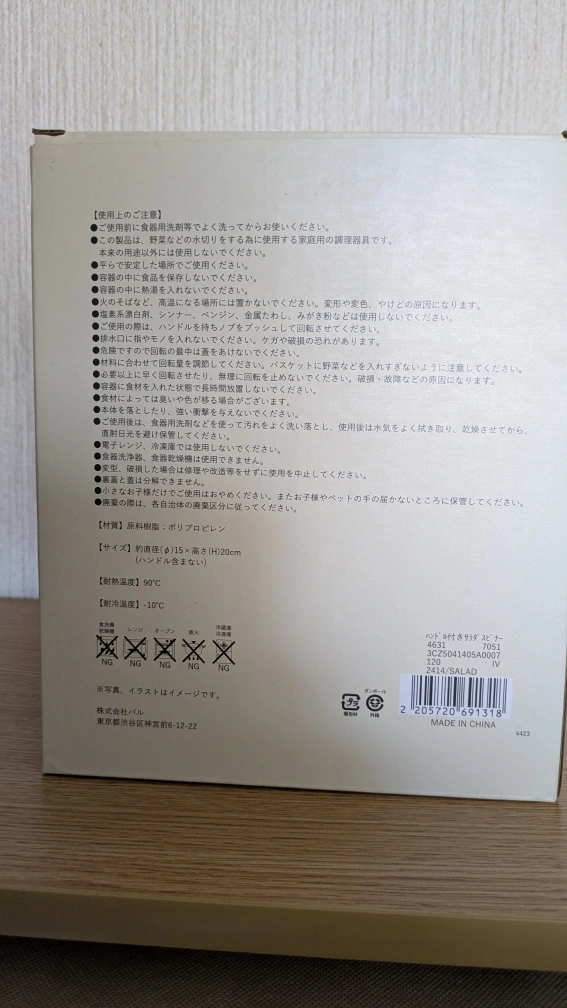 【使用上のご注意】
●ご使用前に食器用洗剤等でよく洗ってからお使いください。
●この製品は、野菜などの水切りをする為に使用する家庭用の調理器具です。
本来の用途以外には使用しないでください。
●平らで安定した場所でご使用ください。
●容器の中に食品を保存しないでください。
●容器の中に熱湯を入れないでください。
●火のそばなど、高温になる場所には置かないでください。変形や変色、やけどの原因になります。
●塩素系漂白剤、シンナー、ベンジン、金属たわし、みがき粉などは使用しないでください。
●ご使用の際は、ハンドルを持ちノブをプッシュして回転させてください。
●排水口に指やモノを入れないでください。ケガや破損の恐れがあります。
●危険ですので回転の最中は蓋をあけないでください。
●材料に合わせて回転量を調節してください。バスケットに野菜などを入れすぎないように注意してください。
●必要以上に早く回転させたり、無理に回転を止めないでください。破損・故障などの原因になります。
●容器に食材を入れた状態で長時間放置しないでください。
●食材によっては臭いや色が移る場合がございます。
●本体を落としたり、強い衝撃を与えないでください。
●ご使用後は、食器用洗剤などを使って汚れをよく洗い落とし、使用後は水気をよく拭き取り、乾燥させてから、
直射日光を避け保管してください。
●電子レンジ、冷凍庫では使用しないでください。
●食器洗浄器、食器乾燥機は使用できません。
●変型、破損した場合は修理や改造等をせずに使用を中止してください。
●裏蓋と蓋は分解できません。
●小さなお子様だけでご使用はおやめください。またお子様やペットの手の届かないところに保管してください。
●廃棄の際は、各自治体の廃棄区分に従ってください。
【材質】原料樹脂：ポリプロピレン
【サイズ】約直径(φ)15×高さ(H)20cm
(ハンドル含まない)
【耐熱温度】90℃
【耐冷温度】-10℃
食洗機 乾燥機 レンジ オーブン 直火 冷蔵庫 冷凍庫
NG NG NG NG NG
※写真、イラストはイメージです。
株式会社パル
東京都渋谷区神宮前6-12-22
ﾊﾝﾄﾞﾙ付きｻﾗﾀﾞｽﾋﾟﾅｰ
4631 7051
3CZ5041405A0007
120 IV
2414/SALAD
2 205720 691318
MADE IN CHINA
プラ
梱包材
ダンボール
外箱
4423